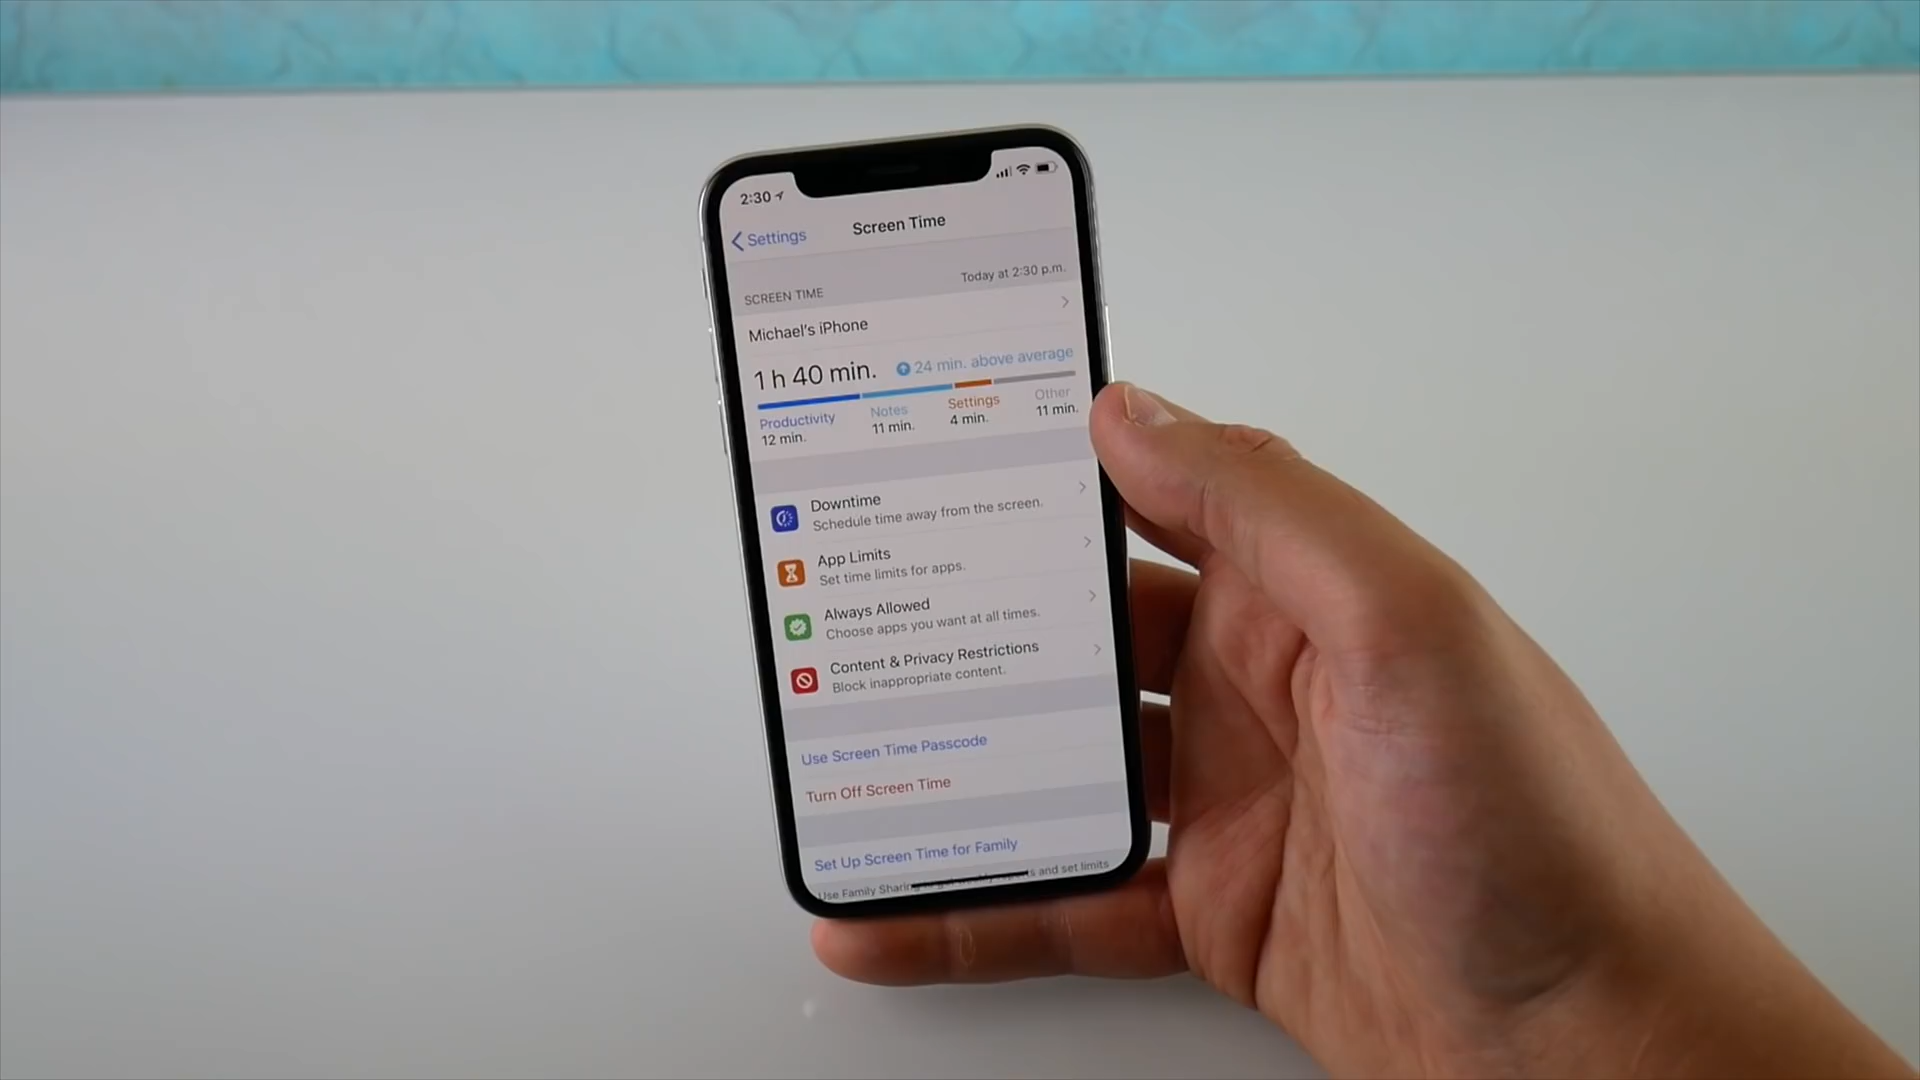 2:30
Settings
Screen Time
SCREEN TIME
Today at 2:30 p.m.
Michael's iPhone
1 h 40 min.
24 min. above average
Productivity
12 min.
Notes
11 min.
Settings
4 min.
Other
11 min.
Downtime
Schedule time away from the screen.
App Limits
Set time limits for apps.
Always Allowed
Choose apps you want at all times.
Content & Privacy Restrictions
Block inappropriate content.
Use Screen Time Passcode
Turn Off Screen Time
Set Up Screen Time for Family
Use Family Sharing and set limits